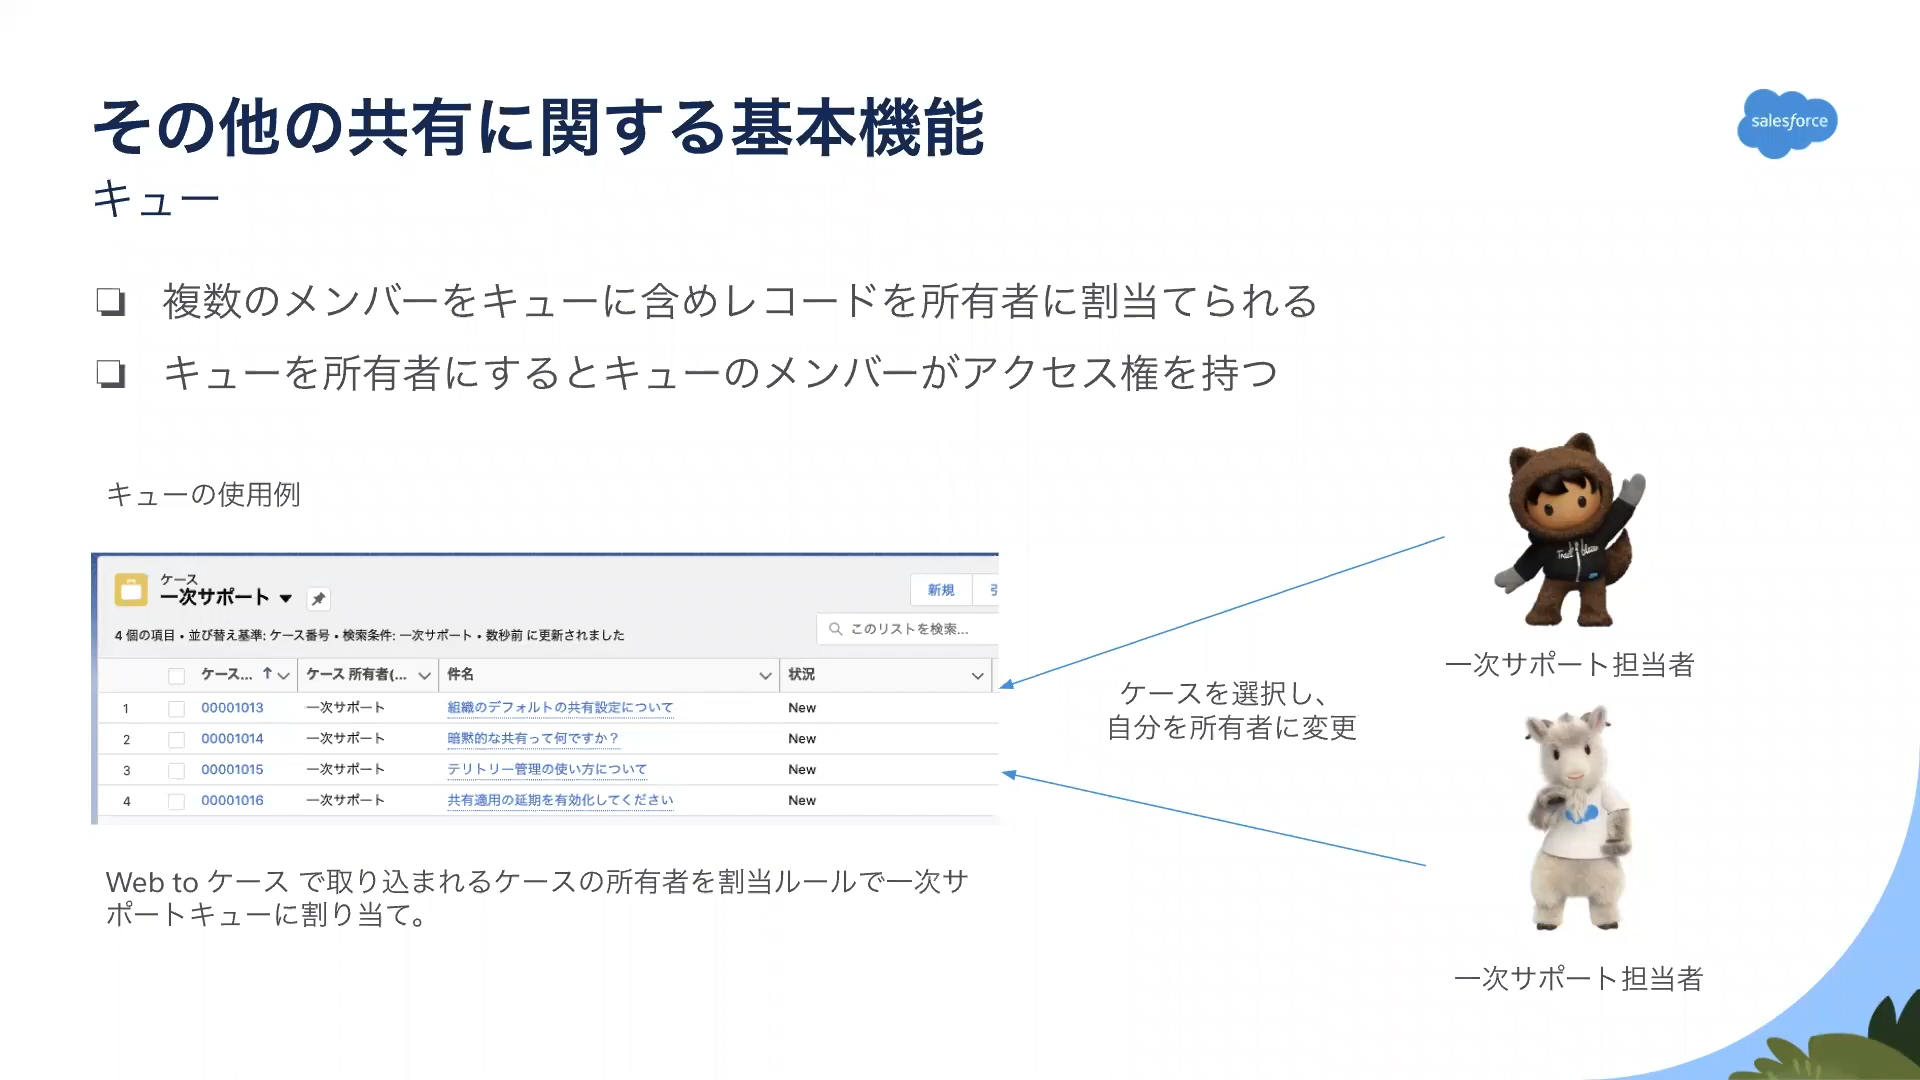 その他の共有に関する基本機能
salesforce
キュー
複数のメンバーをキューに含めレコードを所有者に割当てられる
キューを所有者にするとキューのメンバーがアクセス権を持つ
キューの使用例
ケース
一次サポート
新規
4 個の項目 • 並び替え基準: ケース番号 • 検索条件: 一次サポート • 数秒前 に更新されました
このリストを検索...
ケース... ↑ ケース 所有者(... 件名 状況
1 00001013 一次サポート 組織のデフォルトの共有設定について New
2 00001014 一次サポート 暗黙的な共有って何ですか？ New
3 00001015 一次サポート テリトリー管理の使い方について New
4 00001016 一次サポート 共有適用の延期を有効化してください New
ケースを選択し、
自分を所有者に変更
一次サポート担当者
一次サポート担当者
Web to ケース で取り込まれるケースの所有者を割当ルールで一次サ
ポートキューに割り当て。